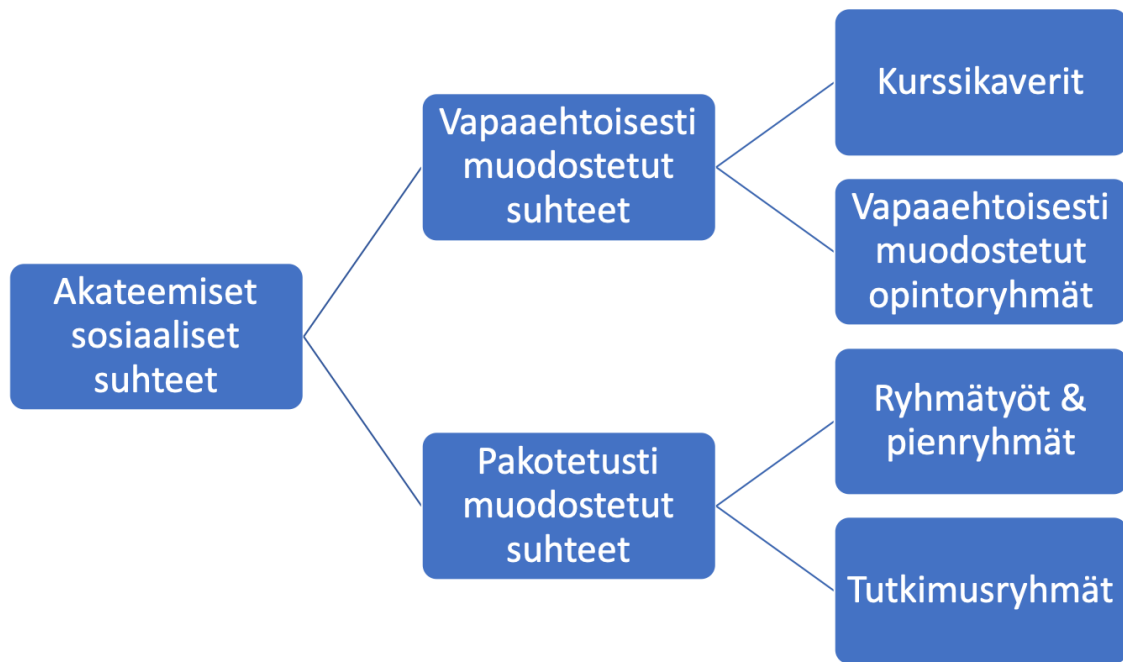 Akateemiset
sosiaaliset
suhteet
Vapaaehtoisesti
muodostetut
suhteet
Kurssikaverit
Vapaaehtoisesti
muodostetut
opintoryhmät
Pakotetusti
muodostetut
suhteet
Ryhmätyöt &
pienryhmät
Tutkimusryhmät